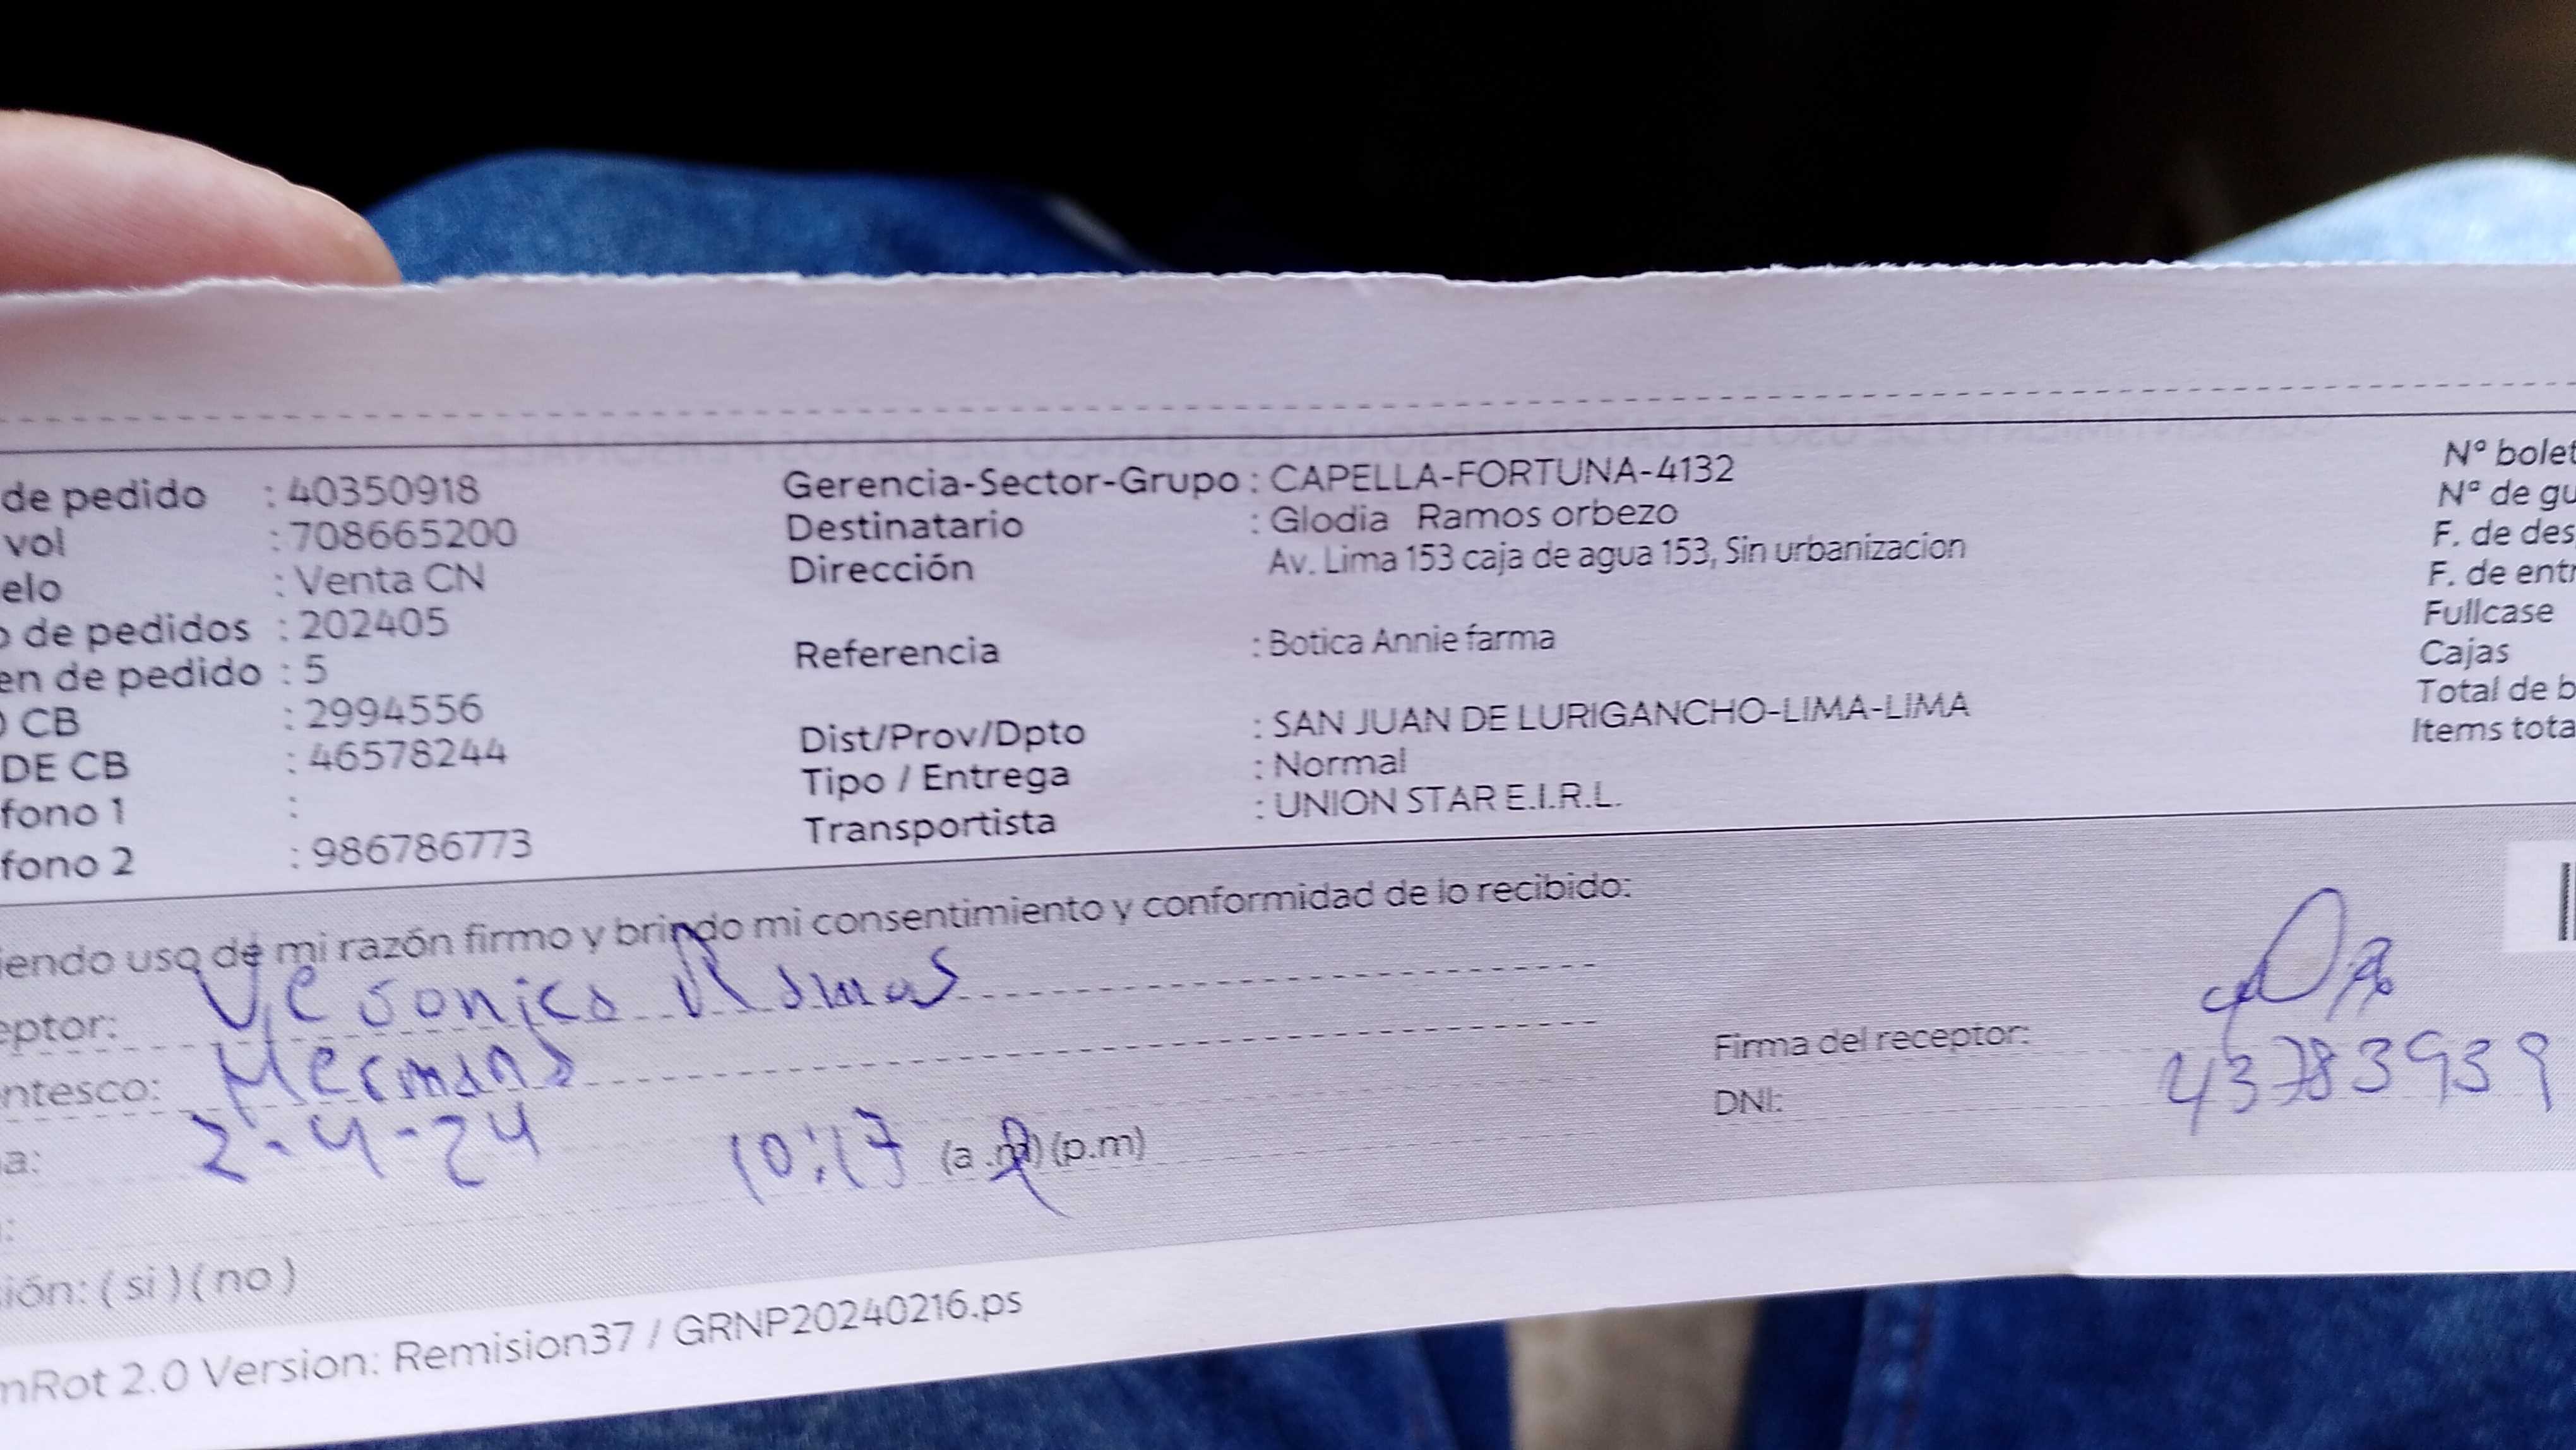 de pedido : 40350918
vol : 708665200
elo : Venta CN
o de pedidos : 202405
en de pedido : 5
O CB : 2994556
DE CB : 46578244
fono 1 :
fono 2 : 986786773
Gerencia-Sector-Grupo : CAPELLA-FORTUNA-4132
Destinatario : Glodia Ramos orbezo
Dirección Av. Lima 153 caja de agua 153, Sin urbanizacion
Referencia : Botica Annie farma
Dist/Prov/Dpto : SAN JUAN DE LURIGANCHO-LIMA-LIMA
Tipo / Entrega : Normal
Transportista : UNION STAR E.I.R.L.
Nº bolet
Nº de gu
F. de des
F. de entr
Fullcase
Cajas
Total de b
Items tota
iendo uso de mi razón firmo y brindo mi consentimiento y conformidad de lo recibido:
eptor: Veronica Ramos
entesco: Hermana
a: 2-4-24 10:17 (a.m) (p.m)
Firma del receptor:
DNI: 43783939
ión: ( si ) ( no )
mRot 2.0 Version: Remision37 / GRNP20240216.ps